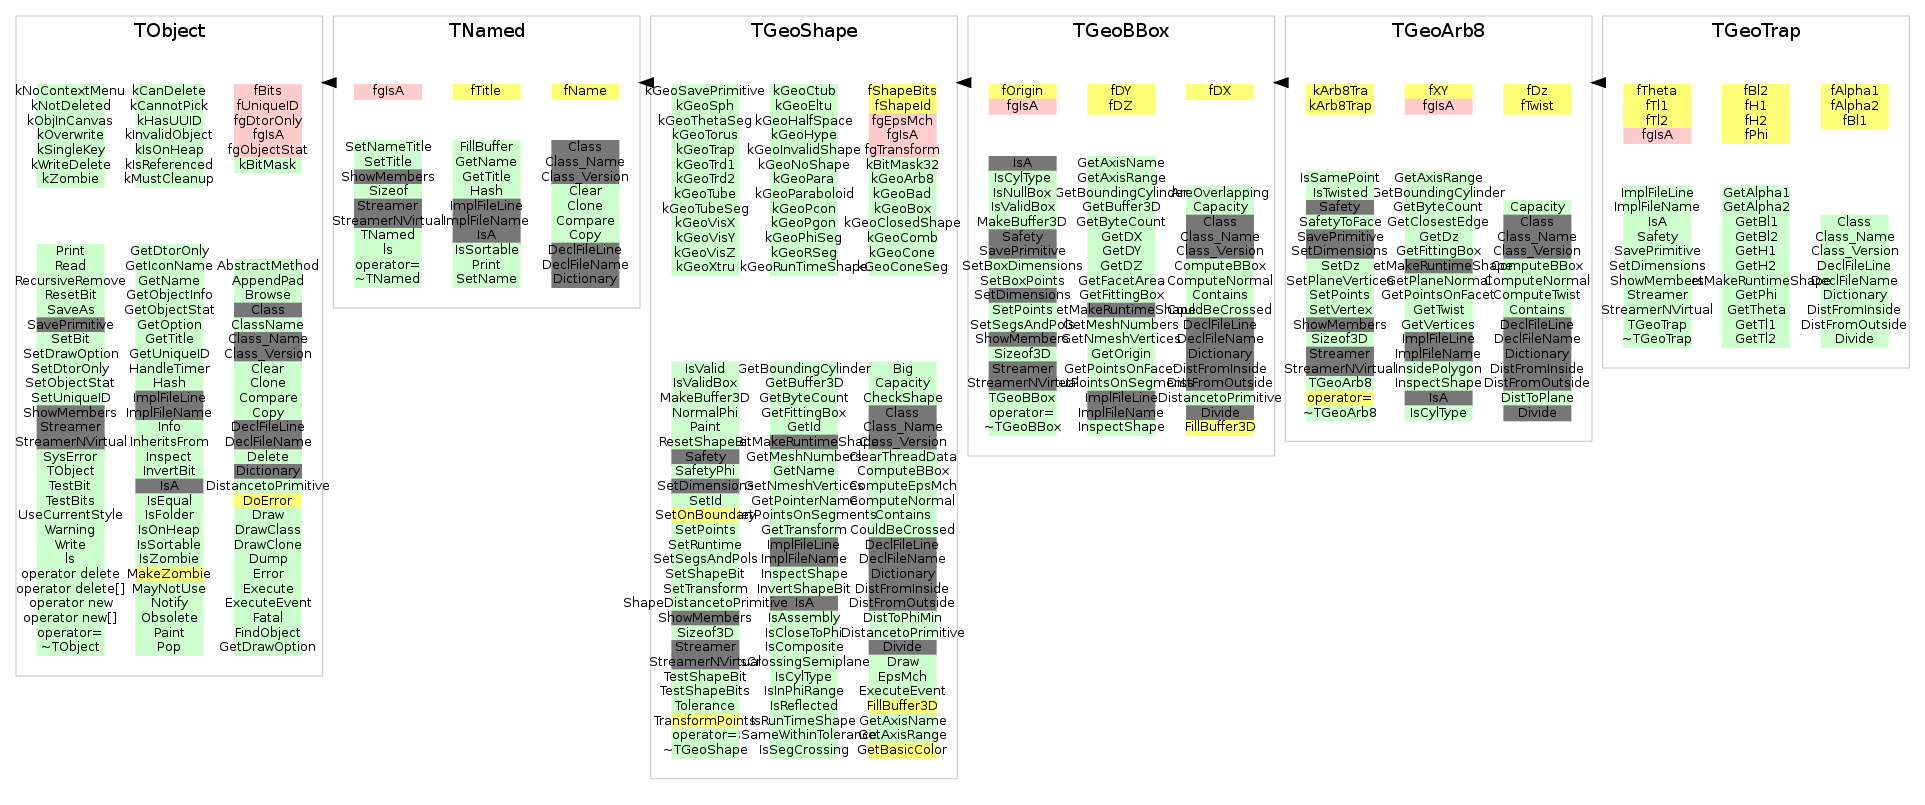 TObject
kNoContextMenu
kNotDeleted
kObjInCanvas
kOverwrite
kSingleKey
kWriteDelete
kZombie
kCanDelete
kCannotPick
kHasUUID
kInvalidObject
kIsOnHeap
kIsReferenced
kMustCleanup
fBits
fUniqueID
fgDtorOnly
fgIsA
fgObjectStat
kBitMask
Print
Read
RecursiveRemove
ResetBit
SaveAs
SavePrimitive
SetBit
SetDrawOption
SetDtorOnly
SetObjectStat
SetUniqueID
ShowMembers
Streamer
StreamerNVirtual
SysError
TObject
TestBit
TestBits
UseCurrentStyle
Warning
Write
ls
operator delete
operator delete[]
operator new
operator new[]
operator=
~TObject
GetDtorOnly
GetIconName
GetName
GetObjectInfo
GetObjectStat
GetOption
GetTitle
GetUniqueID
HandleTimer
Hash
ImplFileLine
ImplFileName
Info
InheritsFrom
Inspect
InvertBit
IsA
IsEqual
IsFolder
IsOnHeap
IsSortable
IsZombie
MakeZombie
MayNotUse
Notify
Obsolete
Paint
Pop
AbstractMethod
AppendPad
Browse
Class
ClassName
Class_Name
Class_Version
Clear
Clone
Compare
Copy
DeclFileLine
DeclFileName
Delete
Dictionary
DistancetoPrimitive
DoError
Draw
DrawClass
DrawClone
Dump
Error
Execute
ExecuteEvent
Fatal
FindObject
GetDrawOption
TNamed
fgIsA
fTitle
fName
SetNameTitle
SetTitle
ShowMembers
Sizeof
Streamer
StreamerNVirtual
TNamed
ls
operator=
~TNamed
FillBuffer
GetName
GetTitle
Hash
ImplFileLine
ImplFileName
IsA
IsSortable
Print
SetName
Class
Class_Name
Class_Version
Clear
Clone
Compare
Copy
DeclFileLine
DeclFileName
Dictionary
TGeoShape
kGeoSavePrimitive
kGeoSph
kGeoThetaSeg
kGeoTorus
kGeoTrap
kGeoTrd1
kGeoTrd2
kGeoTube
kGeoTubeSeg
kGeoVisX
kGeoVisY
kGeoVisZ
kGeoXtru
kGeoCtub
kGeoEltu
kGeoHalfSpace
kGeoHype
kGeoInvalidShape
kGeoNoShape
kGeoPara
kGeoParaboloid
kGeoPcon
kGeoPgon
kGeoPhiSeg
kGeoRSeg
kGeoRunTimeShape
fShapeBits
fShapeId
fgEpsMch
fgIsA
fgTransform
kBitMask32
kGeoArb8
kGeoBad
kGeoBox
kGeoClosedShape
kGeoComb
kGeoCone
kGeoConeSeg
IsValid
IsValidBox
MakeBuffer3D
NormalPhi
Paint
ResetShapeBit
Safety
SafetyPhi
SetDimensions
SetId
SetOnBoundary
SetPoints
SetRuntime
SetSegsAndPols
SetShapeBit
SetTransform
ShapeDistancetoPrimitive
ShowMembers
Sizeof3D
Streamer
StreamerNVirtual
TestShapeBit
TestShapeBits
Tolerance
TransformPoints
operator=
~TGeoShape
GetBoundingCylinder
GetBuffer3D
GetByteCount
GetFittingBox
GetId
etMakeRuntimeShape
GetMeshNumbers
GetName
GetNmeshVertices
GetPointerName
etPointsOnSegments
GetTransform
ImplFileLine
ImplFileName
InspectShape
InvertShapeBit
IsA
IsAssembly
IsCloseToPhi
IsComposite
sCrossingSemiplane
IsCylType
IsInPhiRange
IsReflected
IsRunTimeShape
SameWithinTolerance
IsSegCrossing
Big
Capacity
CheckShape
Class
Class_Name
Class_Version
ClearThreadData
ComputeBBox
ComputeEpsMch
ComputeNormal
Contains
CouldBeCrossed
DeclFileLine
DeclFileName
Dictionary
DistFromInside
DistFromOutside
DistToPhiMin
DistancetoPrimitive
Divide
Draw
EpsMch
ExecuteEvent
FillBuffer3D
GetAxisName
GetAxisRange
GetBasicColor
TGeoBBox
fOrigin
fgIsA
fDY
fDZ
fDX
IsA
IsCylType
IsNullBox
IsValidBox
MakeBuffer3D
Safety
SavePrimitive
SetBoxDimensions
SetBoxPoints
SetDimensions
SetPoints
SetSegsAndPols
ShowMembers
Sizeof3D
Streamer
StreamerNVirtual
TGeoBBox
operator=
~TGeoBBox
GetAxisName
GetAxisRange
GetBoundingCylinder
GetBuffer3D
GetByteCount
GetDX
GetDY
GetDZ
GetFacetArea
GetFittingBox
etMakeRuntimeShape
GetMeshNumbers
GetNmeshVertices
GetOrigin
GetPointsOnFacet
etPointsOnSegments
ImplFileLine
ImplFileName
InspectShape
AreOverlapping
Capacity
Class
Class_Name
Class_Version
ComputeBBox
ComputeNormal
Contains
CouldBeCrossed
DeclFileLine
DeclFileName
Dictionary
DistFromInside
DistFromOutside
DistancetoPrimitive
Divide
FillBuffer3D
TGeoArb8
kArb8Tra
kArb8Trap
fXY
fgIsA
fDz
fTwist
IsSamePoint
IsTwisted
Safety
SafetyToFace
SavePrimitive
SetDimensions
SetDz
SetPlaneVertices
SetPoints
SetVertex
ShowMembers
Sizeof3D
Streamer
StreamerNVirtual
TGeoArb8
operator=
~TGeoArb8
GetAxisRange
GetBoundingCylinder
GetByteCount
GetClosestEdge
GetDz
GetFittingBox
etMakeRuntimeShape
GetPlaneNormal
GetPointsOnFacet
GetTwist
GetVertices
ImplFileLine
ImplFileName
InsidePolygon
InspectShape
IsA
IsCylType
Capacity
Class
Class_Name
Class_Version
ComputeBBox
ComputeNormal
ComputeTwist
Contains
DeclFileLine
DeclFileName
Dictionary
DistFromInside
DistFromOutside
DistToPlane
Divide
TGeoTrap
fTheta
fTl1
fTl2
fgIsA
fBl2
fH1
fH2
fPhi
fAlpha1
fAlpha2
fBl1
ImplFileLine
ImplFileName
IsA
Safety
SavePrimitive
SetDimensions
ShowMembers
Streamer
StreamerNVirtual
TGeoTrap
~TGeoTrap
GetAlpha1
GetAlpha2
GetBl1
GetBl2
GetH1
GetH2
etMakeRuntimeShape
GetPhi
GetTheta
GetTl1
GetTl2
Class
Class_Name
Class_Version
DeclFileLine
DeclFileName
Dictionary
DistFromInside
DistFromOutside
Divide